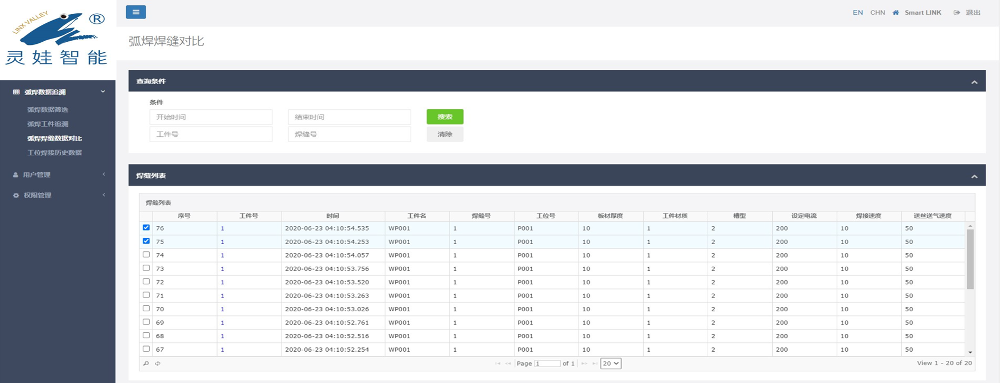 LINX VALLEY ®
灵娃智能
EN CHN Smart LINK 退出
弧焊焊缝对比
弧焊数据追溯
弧焊数据筛选
弧焊工件追溯
弧焊焊缝数据对比
工位焊接历史数据
用户管理
权限管理
查询条件
条件
开始时间 结束时间 搜索
工件号 焊缝号 清除
焊缝列表
焊缝列表
序号 工件号 时间 工件名 焊缝号 工位号 板材厚度 工件材质 槽型 设定电流 焊接速度 送丝送气速度
76 1 2020-06-23 04:10:54.535 WP001 1 P001 10 1 2 200 10 50
75 1 2020-06-23 04:10:54.253 WP001 1 P001 10 1 2 200 10 50
74 1 2020-06-23 04:10:54.057 WP001 1 P001 10 1 2 200 10 50
73 1 2020-06-23 04:10:53.756 WP001 1 P001 10 1 2 200 10 50
72 1 2020-06-23 04:10:53.520 WP001 1 P001 10 1 2 200 10 50
71 1 2020-06-23 04:10:53.263 WP001 1 P001 10 1 2 200 10 50
70 1 2020-06-23 04:10:53.026 WP001 1 P001 10 1 2 200 10 50
69 1 2020-06-23 04:10:52.761 WP001 1 P001 10 1 2 200 10 50
68 1 2020-06-23 04:10:52.516 WP001 1 P001 10 1 2 200 10 50
67 1 2020-06-23 04:10:52.254 WP001 1 P001 10 1 2 200 10 50
Page 1 of 1 20 View 1 - 20 of 20